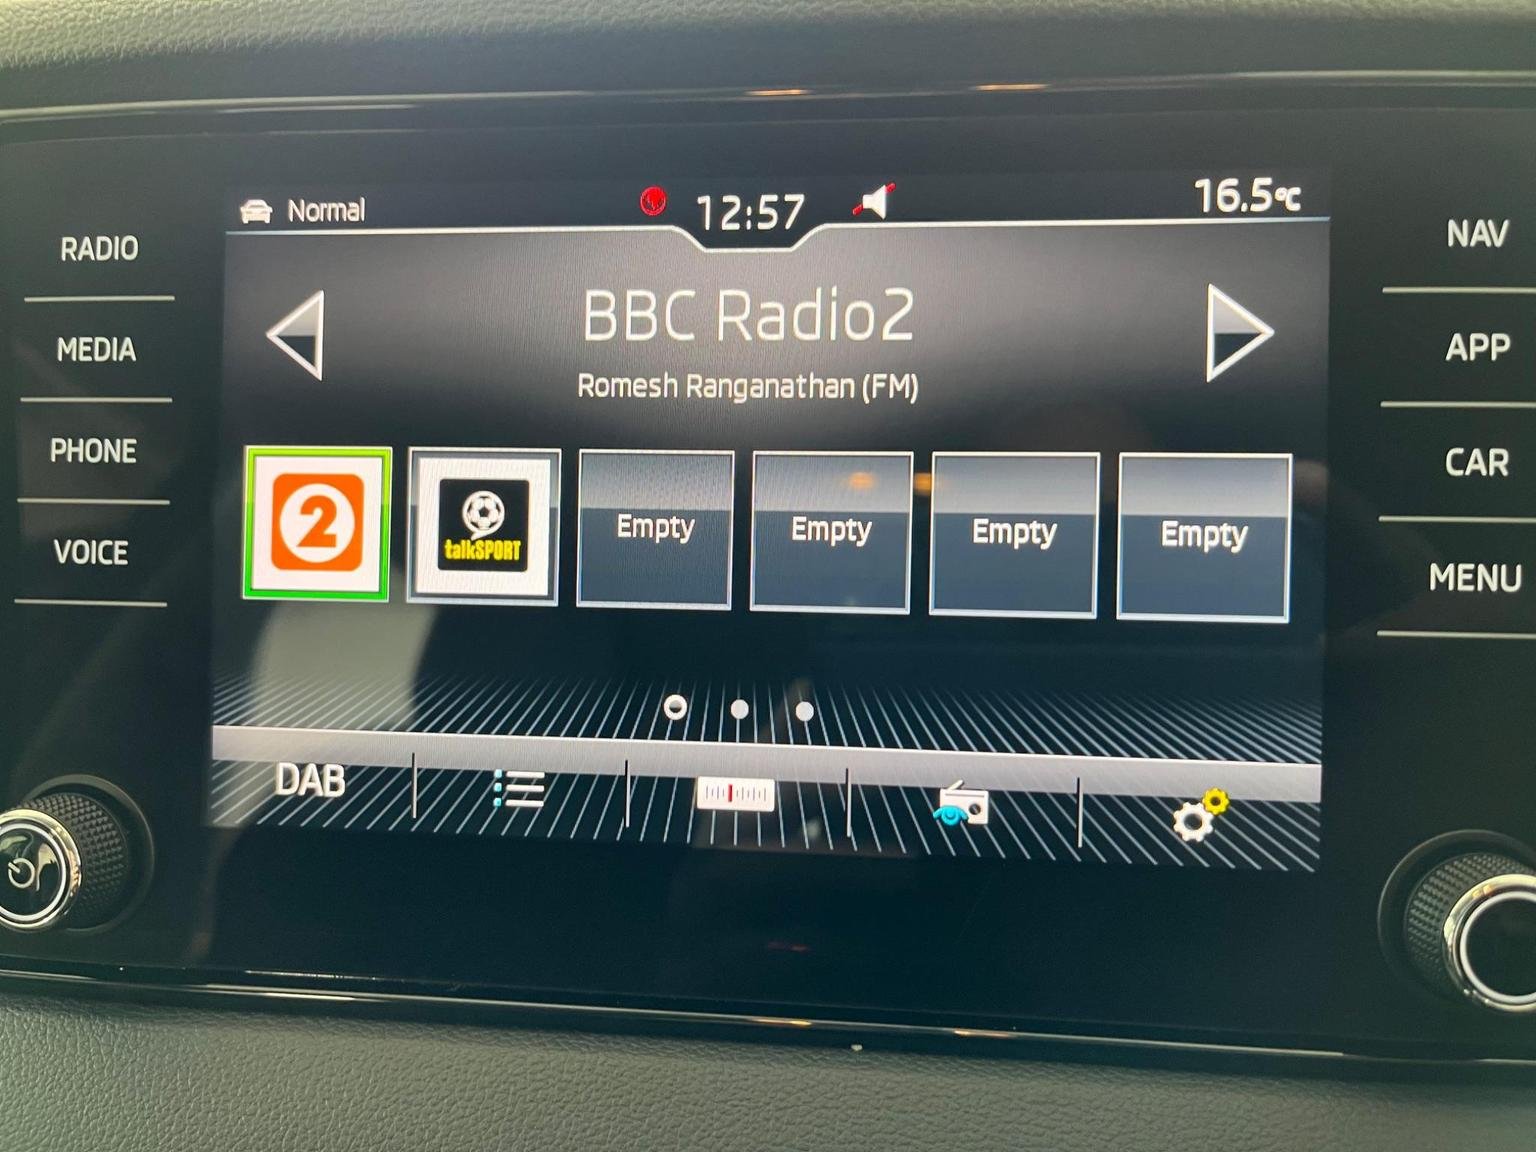 Normal
12:57
16.5°C
RADIO
MEDIA
PHONE
VOICE
NAV
APP
CAR
MENU
BBC Radio2
Romesh Ranganathan (FM)
2
talkSPORT
Empty
Empty
Empty
Empty
DAB